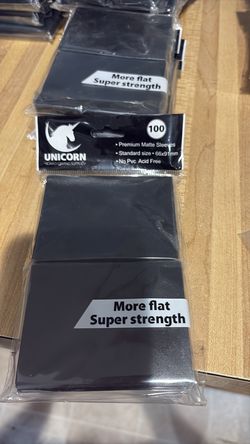 More flat
Super strength
UNICORN
100
• Premium Matte Sleeves
• Standard size • 66x91mm
• No Pvc Acid Free
More flat
Super strength